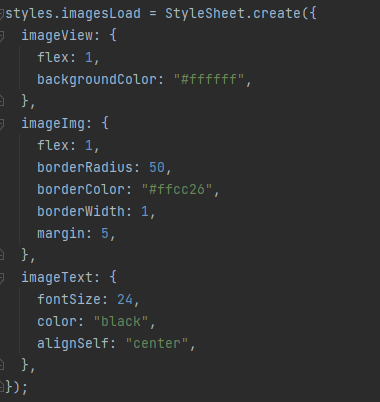 styles.imagesLoad = StyleSheet.create({
  imageView: {
    flex: 1,
    backgroundColor: "#ffffff",
  },
  imageImg: {
    flex: 1,
    borderRadius: 50,
    borderColor: "#ffcc26",
    borderWidth: 1,
    margin: 5,
  },
  imageText: {
    fontSize: 24,
    color: "black",
    alignSelf: "center",
  },
});